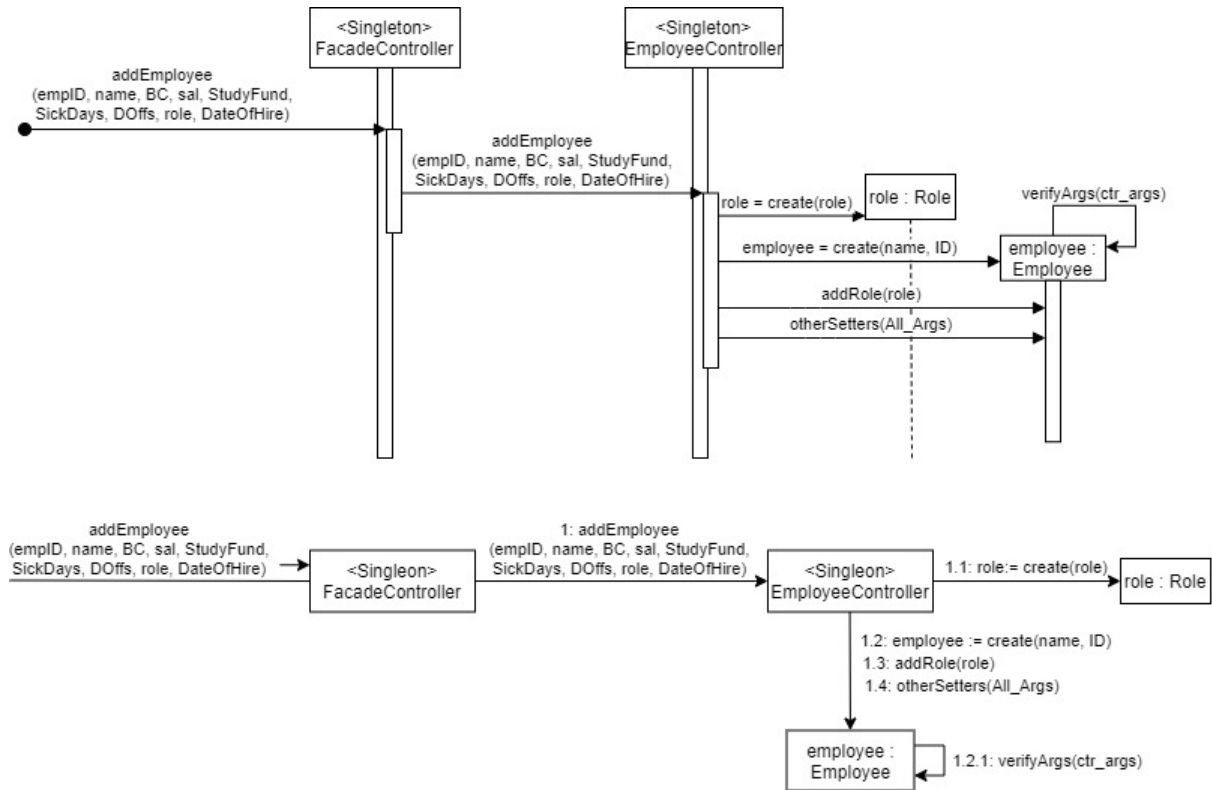 <Singleton>
FacadeController
<Singleton>
EmployeeController
addEmployee
(empID, name, BC, sal, StudyFund,
SickDays, DOffs, role, DateOfHire)
addEmployee
(empID, name, BC, sal, StudyFund,
SickDays, DOffs, role, DateOfHire)
role = create(role)
role : Role
verifyArgs(ctr_args)
employee = create(name, ID)
employee :
Employee
addRole(role)
otherSetters(All_Args)
addEmployee
(empID, name, BC, sal, StudyFund,
SickDays, DOffs, role, DateOfHire)
<Singleon>
FacadeController
1: addEmployee
(empID, name, BC, sal, StudyFund,
SickDays, DOffs, role, DateOfHire)
<Singleon>
EmployeeController
1.1: role:= create(role)
role : Role
1.2: employee := create(name, ID)
1.3: addRole(role)
1.4: otherSetters(All_Args)
employee :
Employee
1.2.1: verifyArgs(ctr_args)